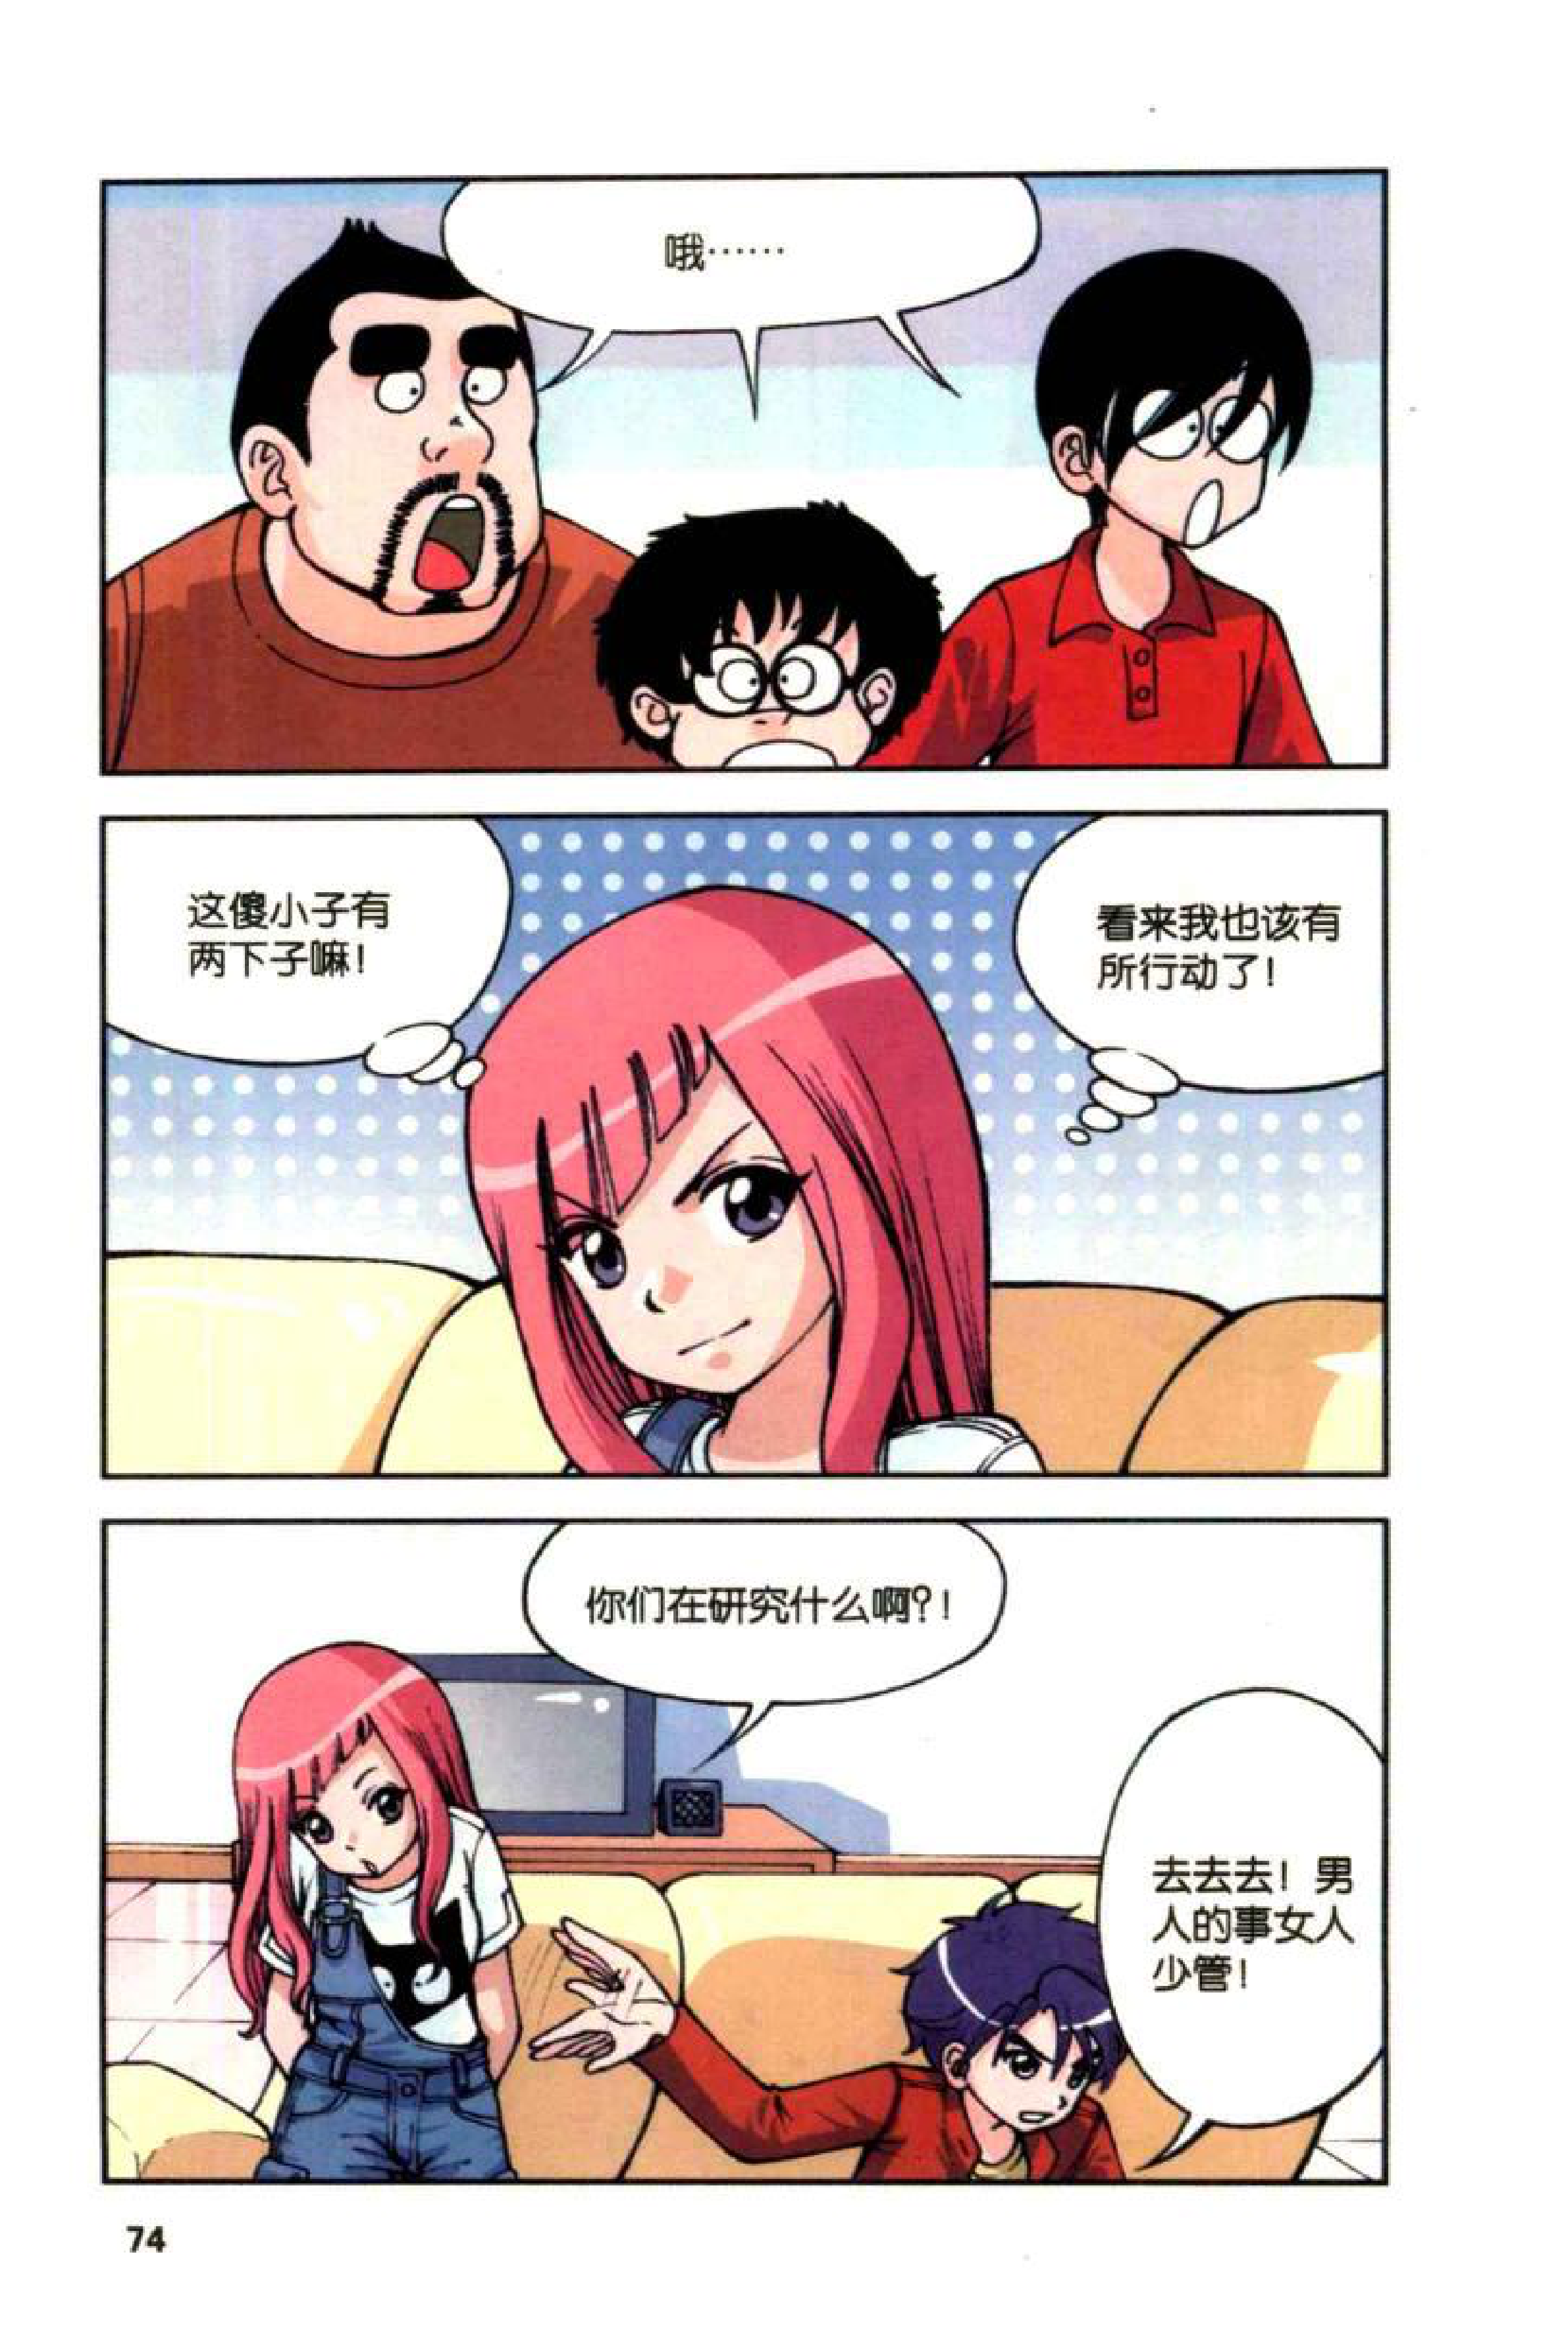 哦……
这傻小子有
两下子嘛！
看来我也该有
所行动了！
你们在研究什么啊？！
去去去！男
人的事女人
少管！
74